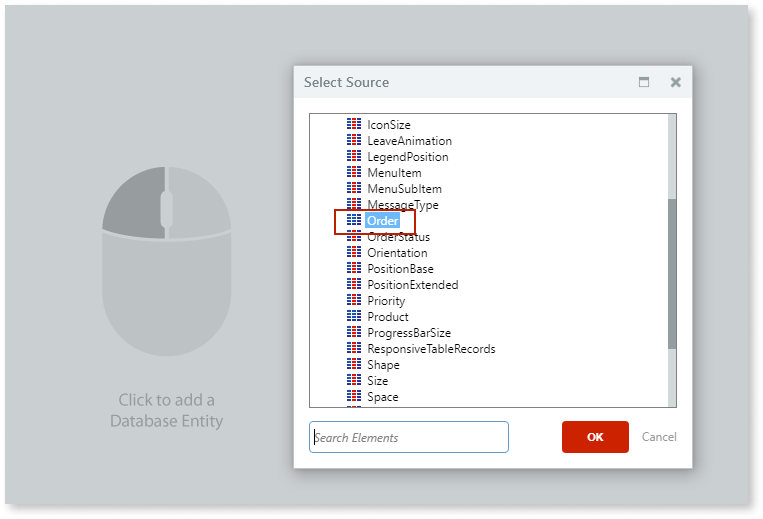 Select Source
IconSize
LeaveAnimation
LegendPosition
MenuItem
MenuSubItem
MessageType
Order
OrderStatus
Orientation
PositionBase
PositionExtended
Priority
Product
ProgressBarSize
ResponsiveTableRecords
Shape
Size
Space
Click to add a
Database Entity
Search Elements
OK
Cancel